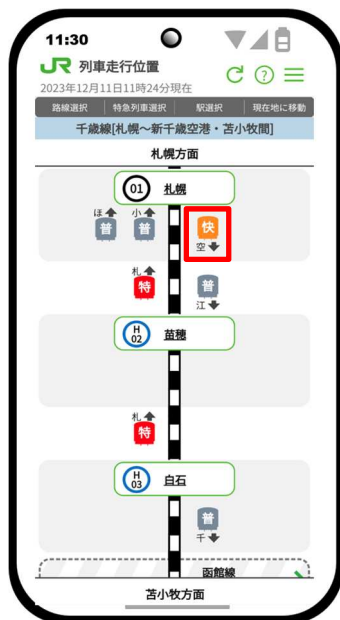 11:30
JR 列車走行位置
2023年12月11日11時24分現在
路線選択 特急列車選択 駅選択 現在地に移動
千歳線[札幌～新千歳空港・苫小牧間]
札幌方面
01 札幌
ほ 小
普 普 快
空
札
特 普
江
H
02 苗穂
札
特
H
03 白石
普
千
函館線
苫小牧方面